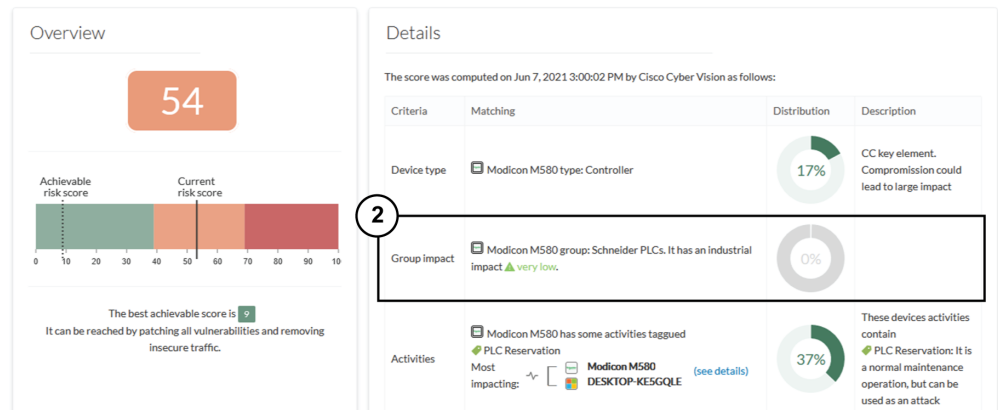 Overview
54
Achievable
risk score
Current
risk score
0 10 20 30 40 50 60 70 80 90 10
The best achievable score is 9
It can be reached by patching all vulnerabilities and removing
insecure traffic.
Details
The score was computed on Jun 7, 2021 3:00:02 PM by Cisco Cyber Vision as follows:
Criteria Matching Distribution Description
Device type
Modicon M580 type: Controller
17%
CC key element.
Compromission could
lead to large impact
2
Group impact
Modicon M580 group: Schneider PLCs. It has an industrial
impact very low.
0%
Activities
Modicon M580 has some activities taggued
PLC Reservation
Most
impacting:
Modicon M580
DESKTOP-KE5GQLE
(see details)
37%
These devices activities
contain
PLC Reservation: It is
a normal maintenance
operation, but can be
used as an attack